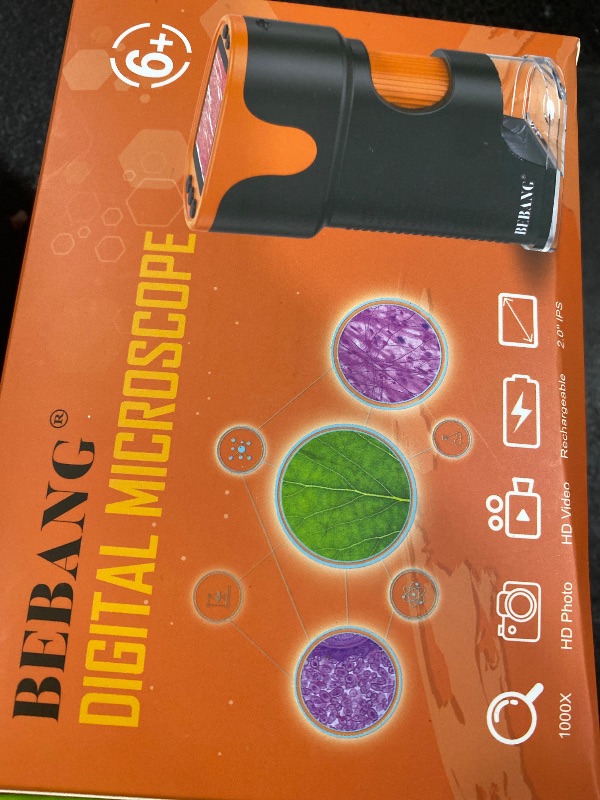 6+
BEBANG®
DIGITAL MICROSCOPE
BEBANG®
1000X
HD Photo
HD Video
Rechargeable
2.0" IPS